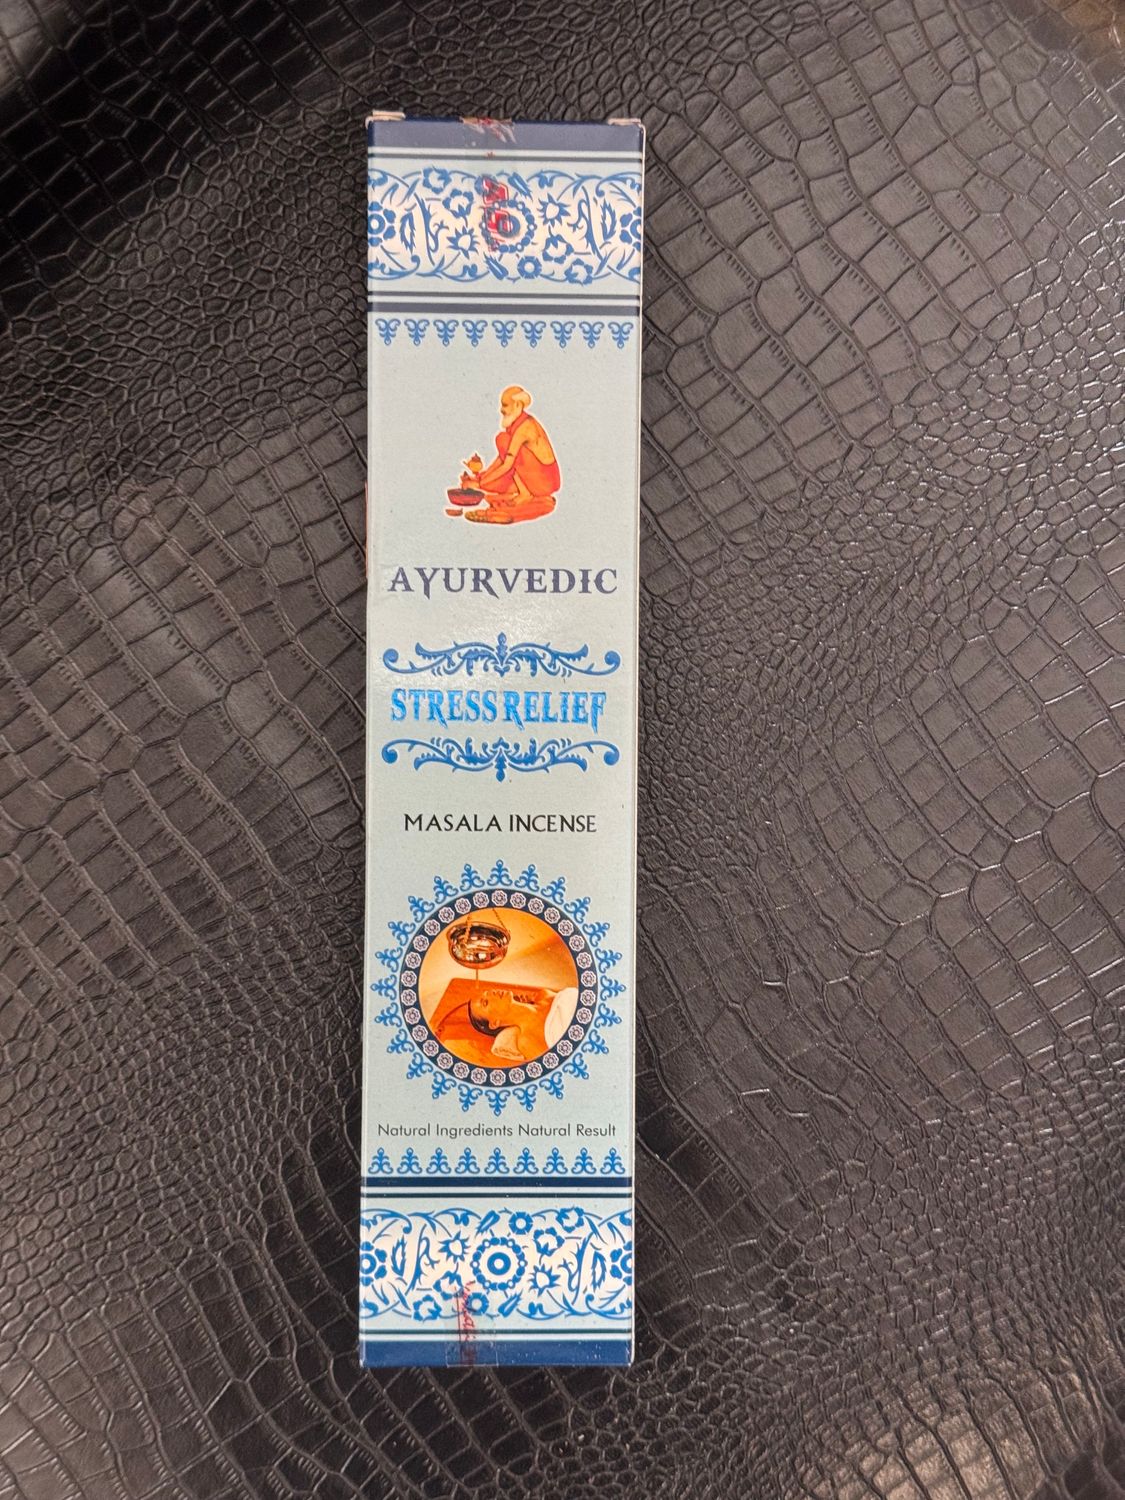 AYURVEDIC
STRESS RELIEF
MASALA INCENSE
Natural Ingredients Natural Result